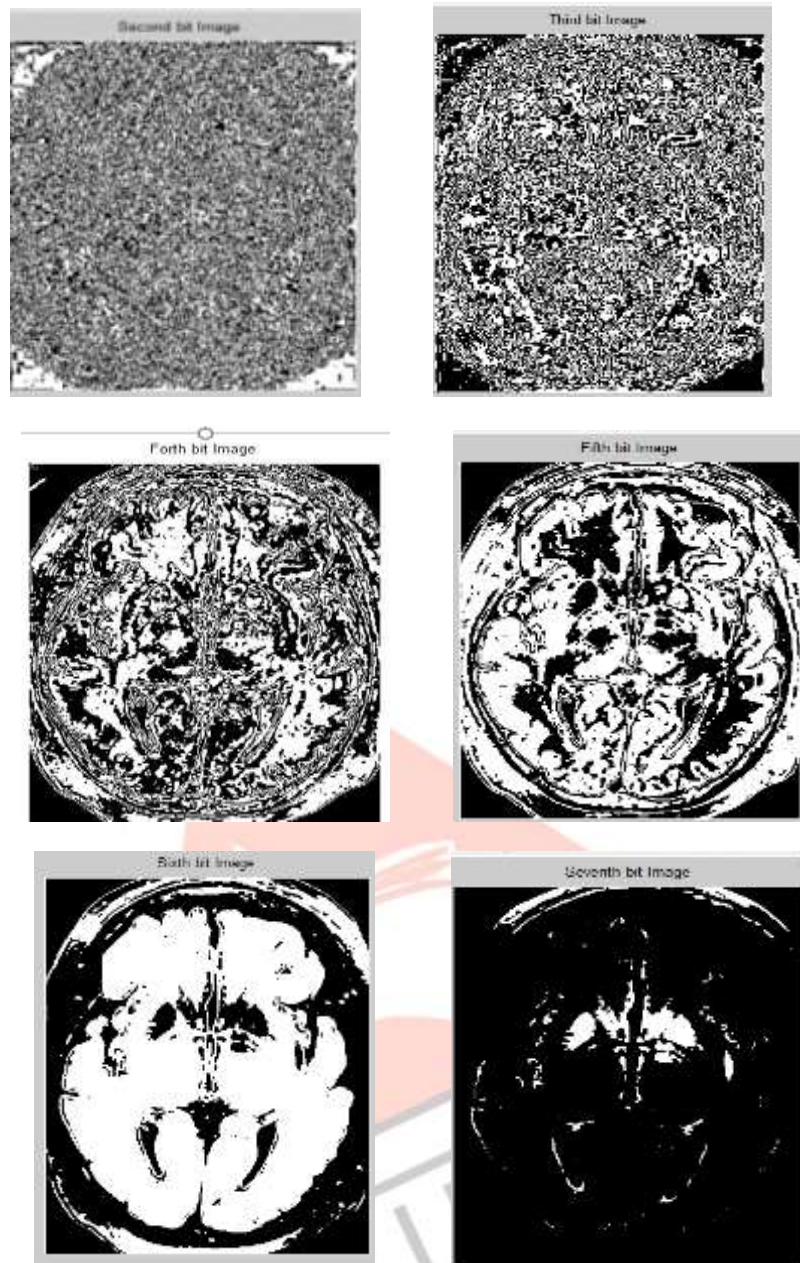 Second bit Image
Third bit Image
Forth bit Image
Fifth bit Image
Sixth bit Image
Seventh bit Image